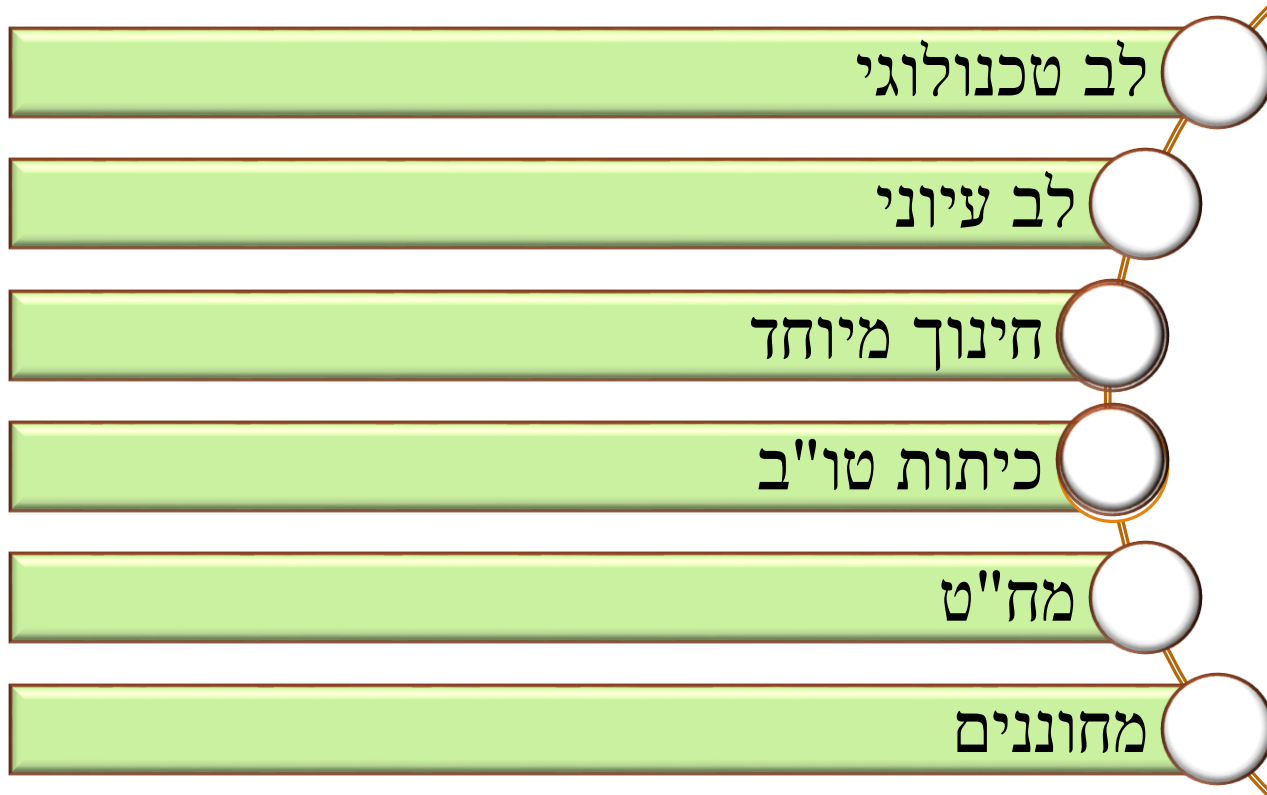 לב טכנולוגי
לב עיוני
חינוך מיוחד
כיתות טו"ב
מח"ט
מחוננים